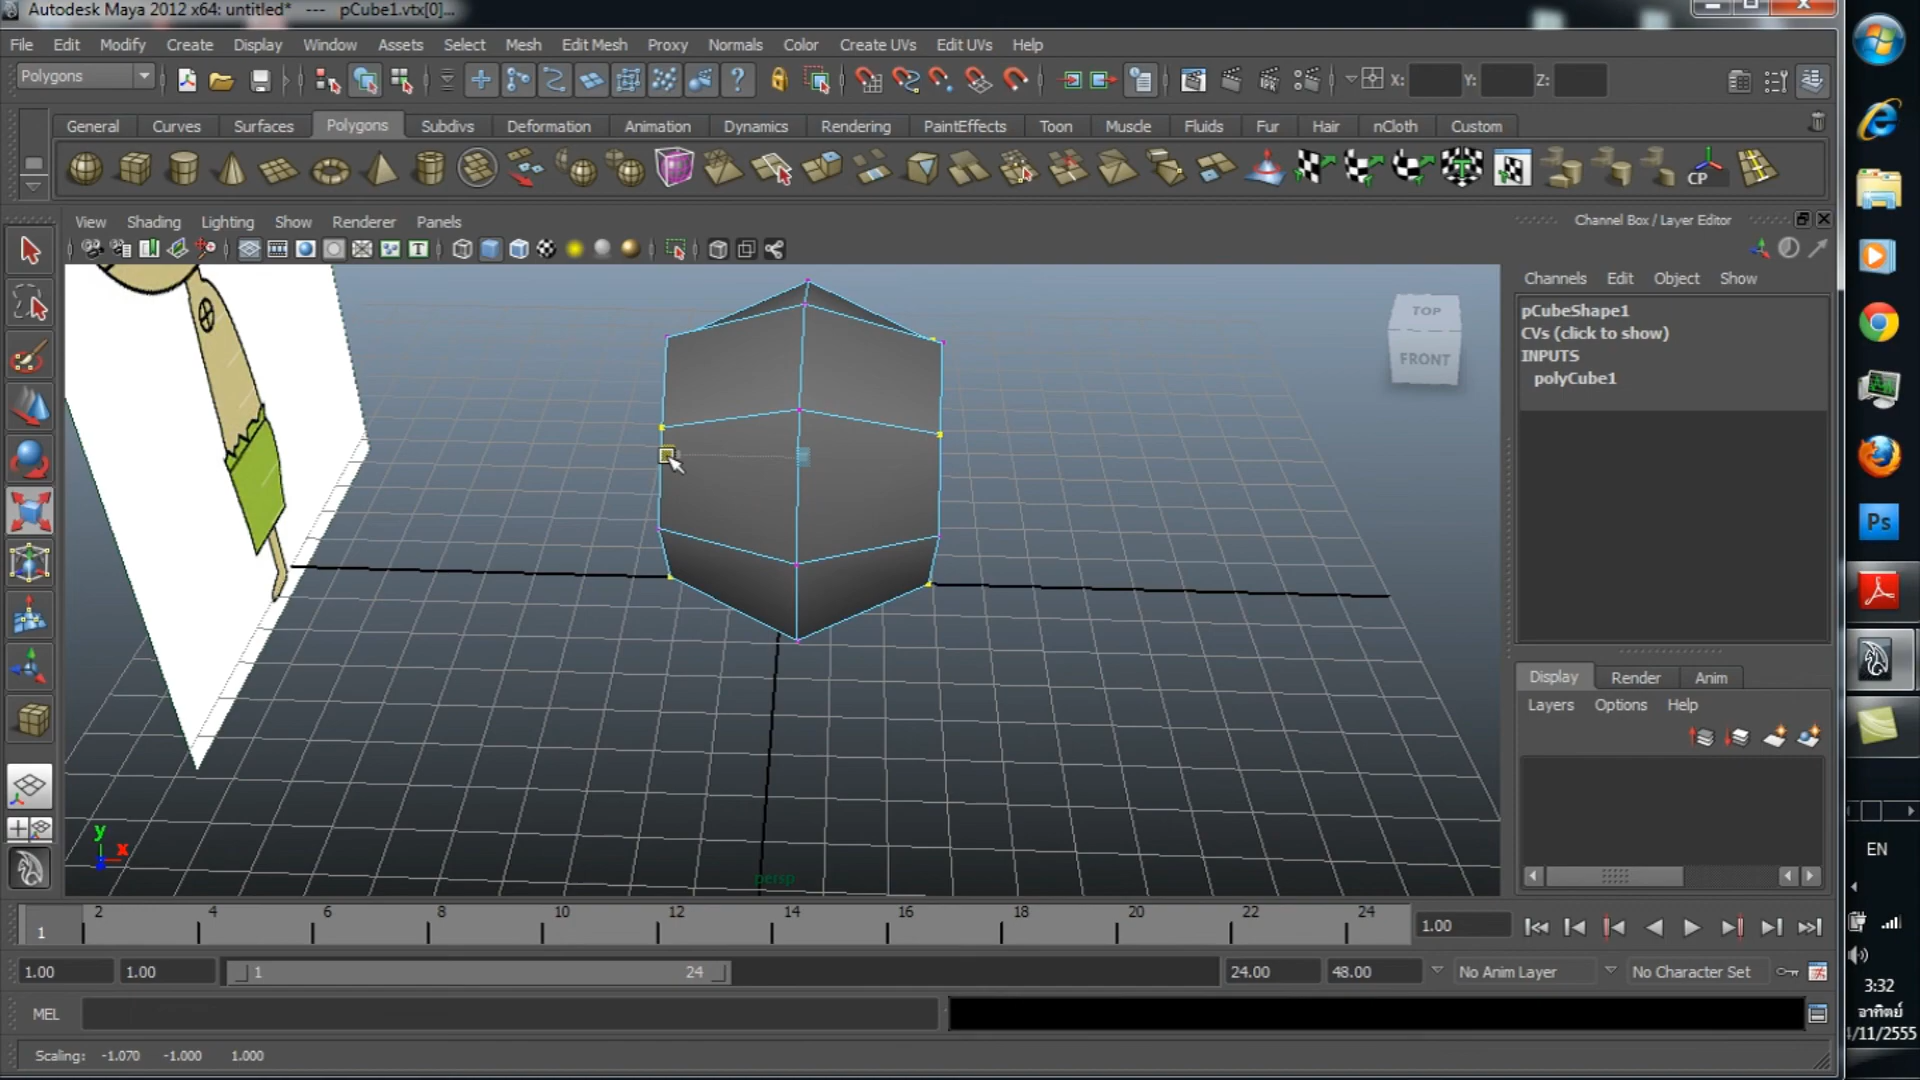 Autodesk Maya 2012 x64: untitled* --- pCube1.vtx[0]...
File Edit Modify Create Display Window Assets Select Mesh Edit Mesh Proxy Normals Color Create UVs Edit UVs Help
Polygons X: Y: Z:
General Curves Surfaces Polygons Subdivs Deformation Animation Dynamics Rendering PaintEffects Toon Muscle Fluids Fur Hair nCloth Custom
CP
View Shading Lighting Show Renderer Panels
Channel Box / Layer Editor
Channels Edit Object Show
pCubeShape1
CVs (click to show)
INPUTS
polyCube1
TOP
FRONT
Ps
Display Render Anim
Layers Options Help
y
x
persp
EN
2 4 6 8 10 12 14 16 18 20 22 24
1 1.00
1.00 1.00 1 24 24.00 48.00 No Anim Layer No Character Set
MEL
Scaling: -1.070 -1.000 1.000
3:32
อาทิตย์
4/11/2555